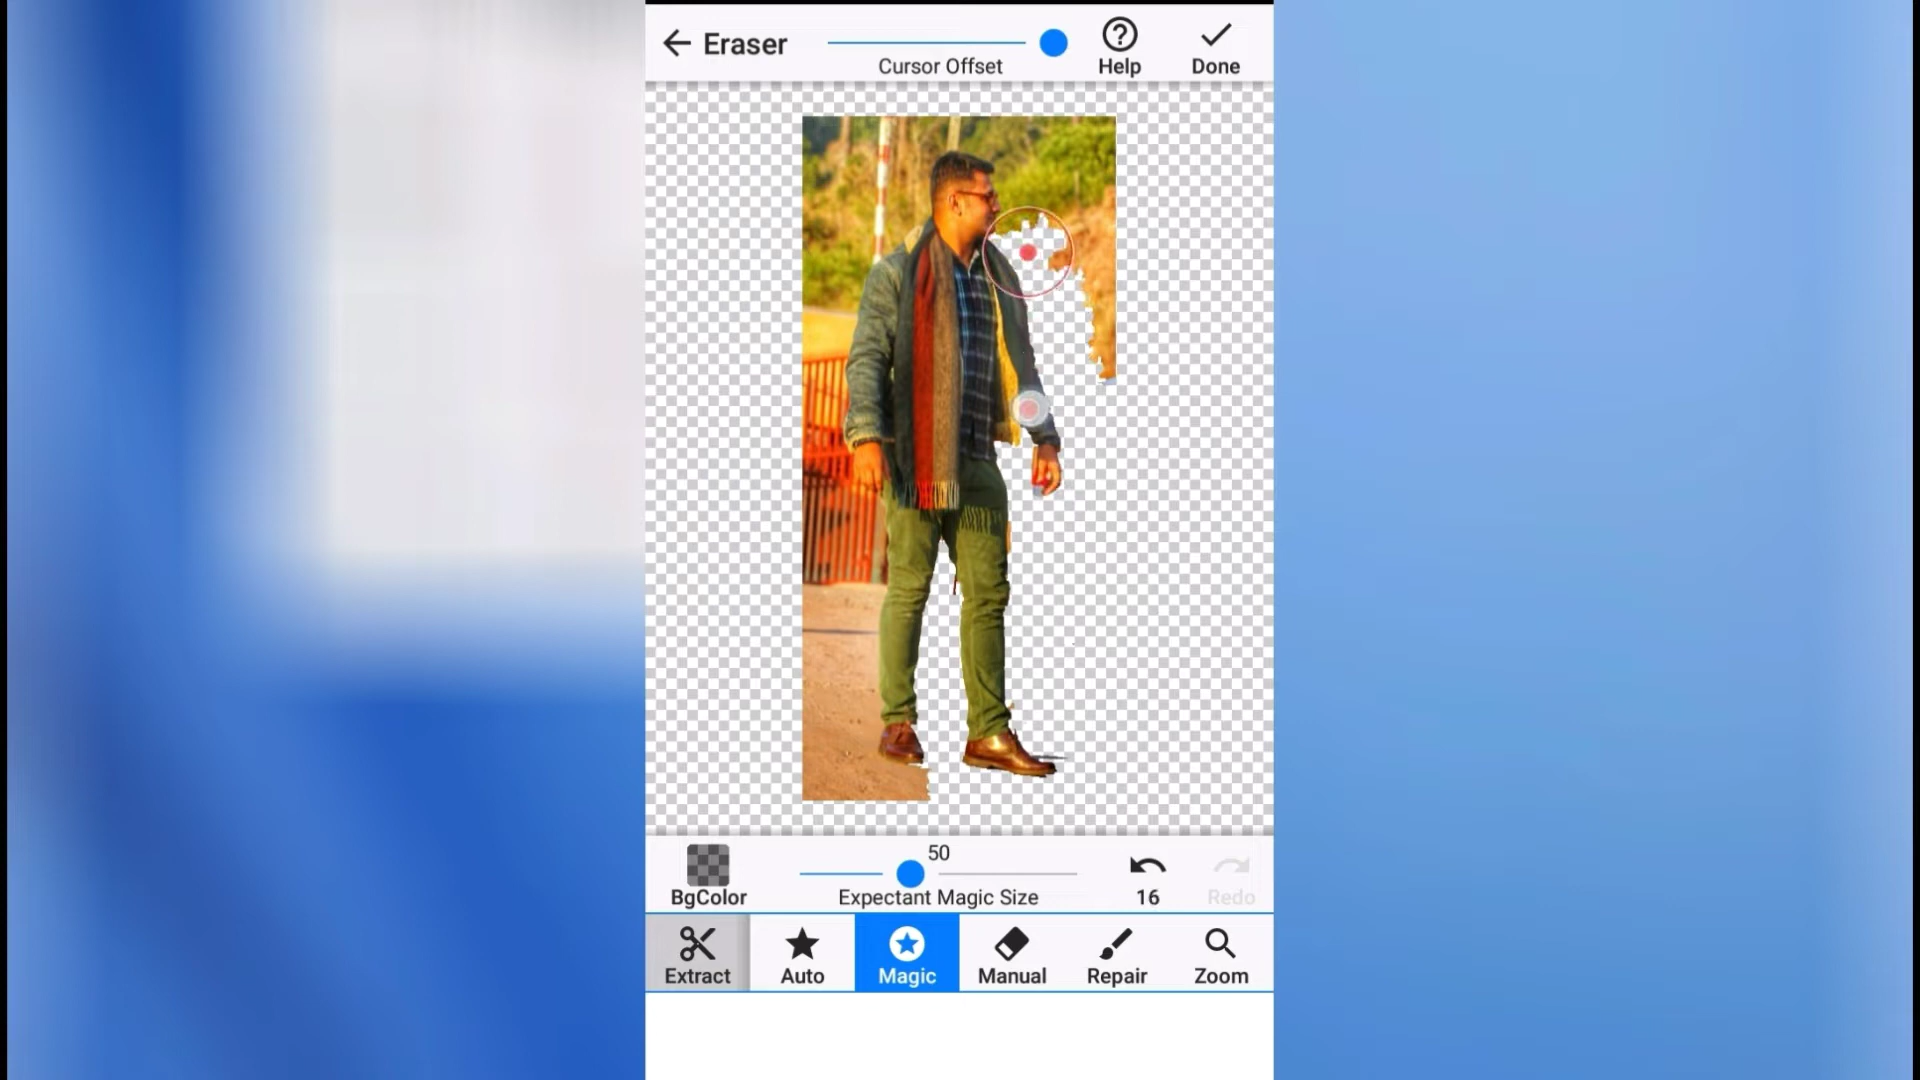 Eraser
Cursor Offset
Help
Done
50
BgColor
Expectant Magic Size
16
Redo
Extract
Auto
Magic
Manual
Repair
Zoom